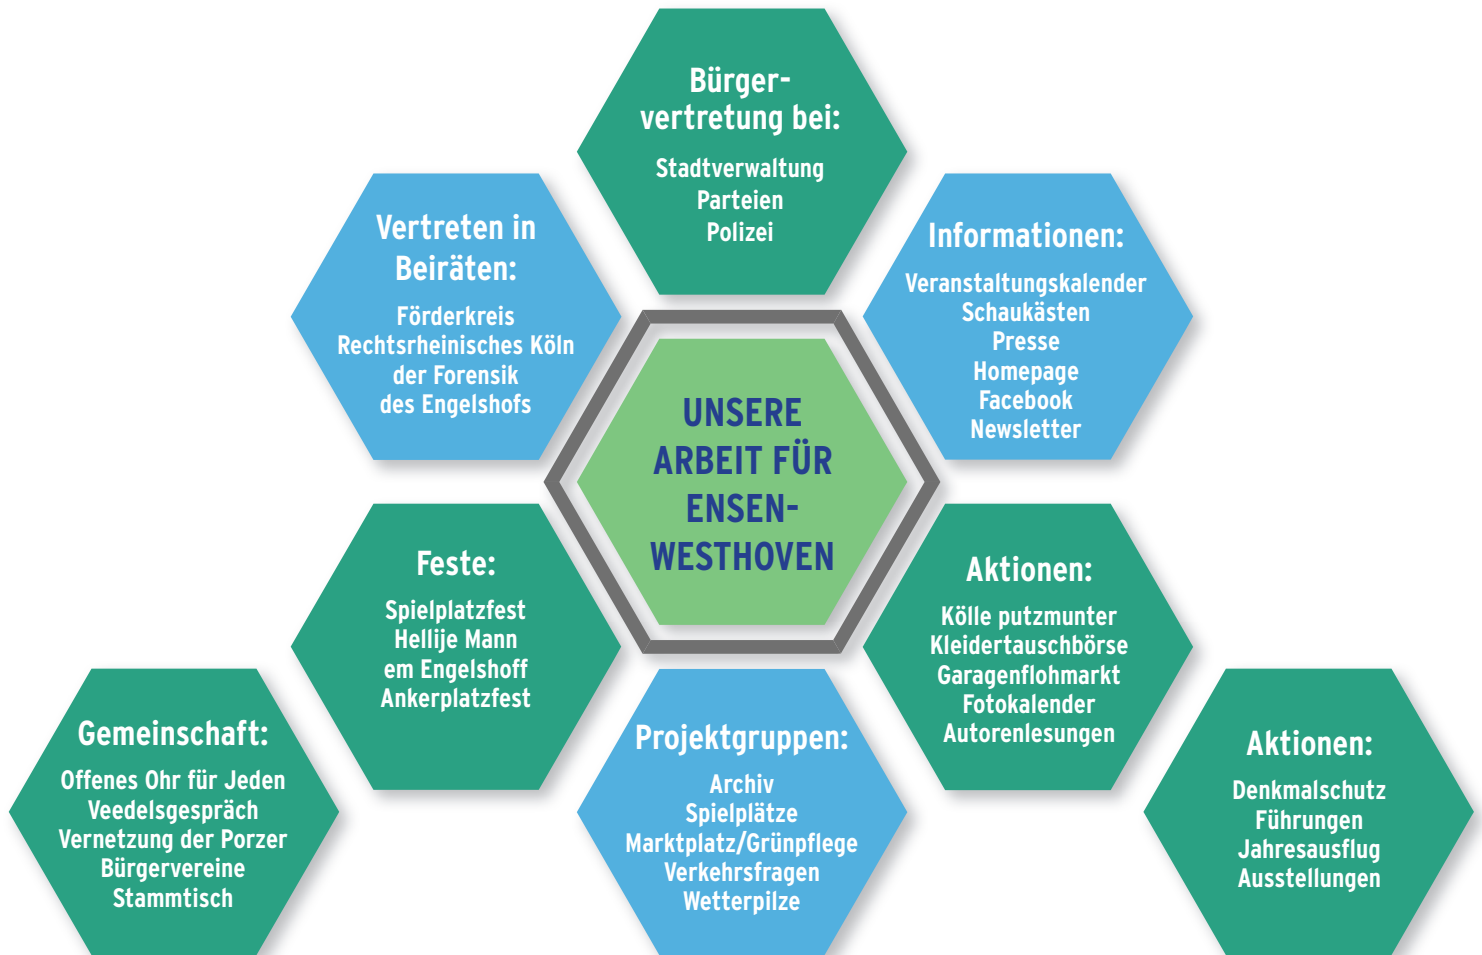 Bürger-
vertretung bei:
Stadtverwaltung
Parteien
Polizei
Vertreten in
Beiräten:
Förderkreis
Rechtsrheinisches Köln
der Forensik
des Engelshofs
Informationen:
Veranstaltungskalender
Schaukästen
Presse
Homepage
Facebook
Newsletter
UNSERE
ARBEIT FÜR
ENSEN-
WESTHOVEN
Feste:
Spielplatzfest
Hellije Mann
em Engelshoff
Ankerplatzfest
Aktionen:
Kölle putzmunter
Kleidertauschbörse
Garagenflohmarkt
Fotokalender
Autorenlesungen
Gemeinschaft:
Offenes Ohr für Jeden
Veedelsgespräch
Vernetzung der Porzer
Bürgervereine
Stammtisch
Projektgruppen:
Archiv
Spielplätze
Marktplatz/Grünpflege
Verkehrsfragen
Wetterpilze
Aktionen:
Denkmalschutz
Führungen
Jahresausflug
Ausstellungen